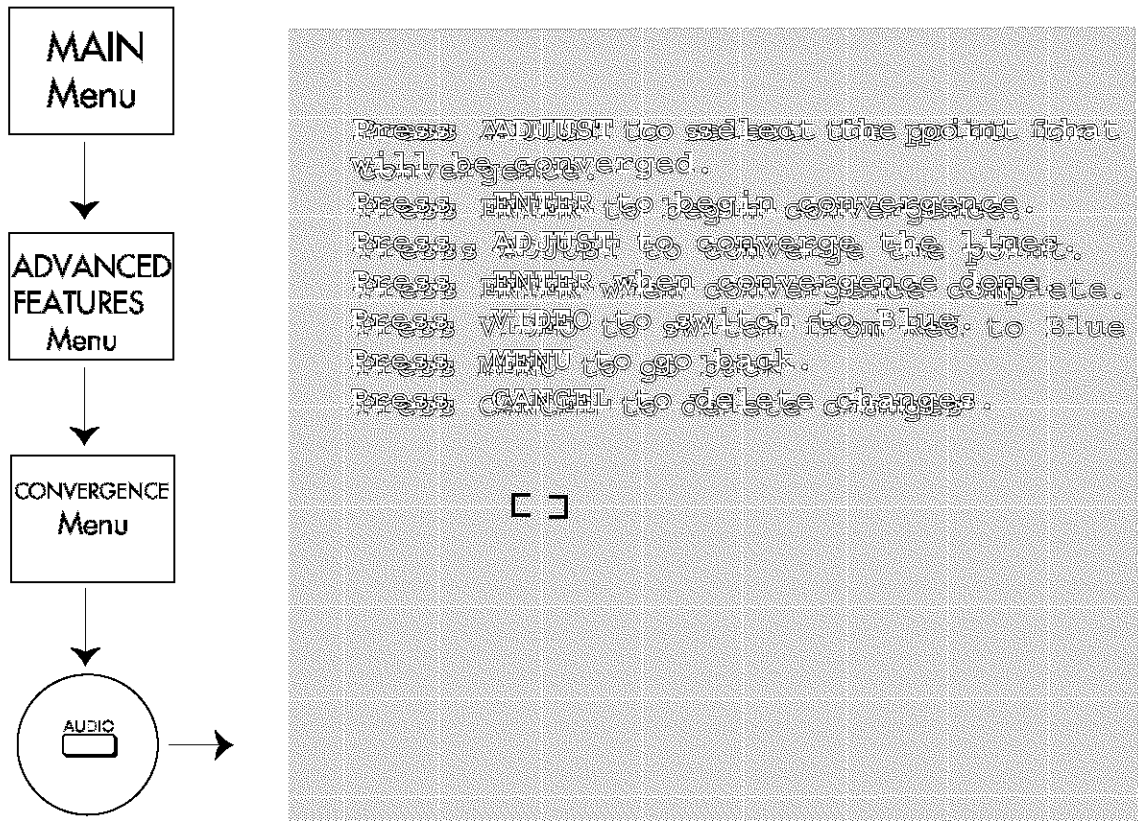 MAIN
Menu
ADVANCED
FEATURES
Menu
CONVERGENCE
Menu
AUDIO
Press ADJUST to select the point that
will be converged.
Press ENTER to begin convergence.
Press ADJUST to converge the lines.
Press ENTER when convergence done.
Press VIDEO to switch to Blue.
Press MENU to go back.
Press CANCEL to delete changes.